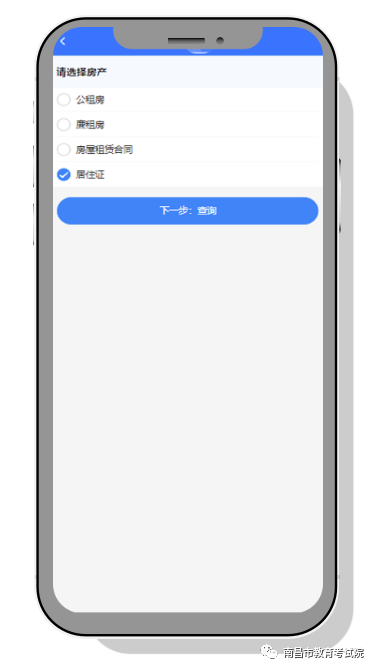 请选择房产
公租房
廉租房
房屋租赁合同
居住证
下一步：查询
南昌市教育考试院